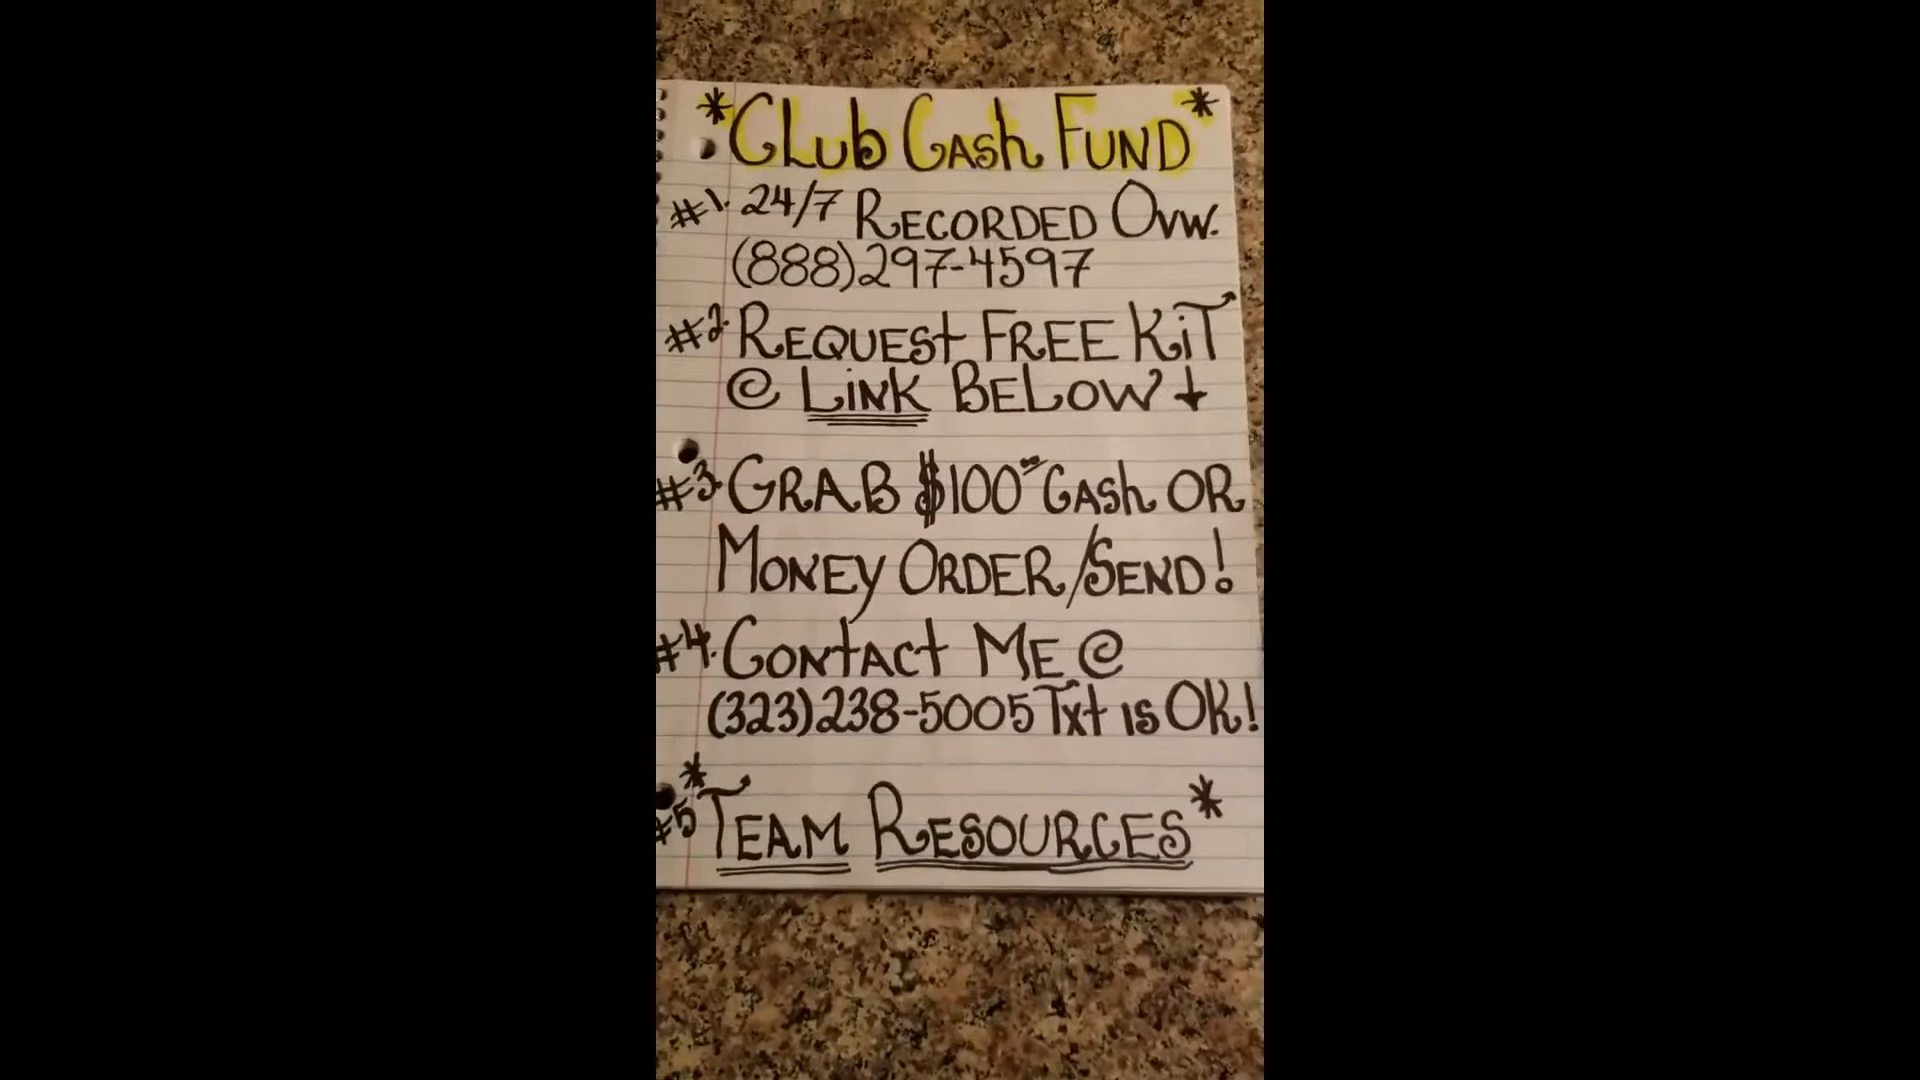 *Club Cash Fund*
#1. 24/7 Recorded Ovw.
(888)297-4597
#2. Request FREE Kit
@ Link Below ↓
#3. Grab $100.00 Cash OR
Money Order/Send!
#4. Contact Me @
(323)238-5005 Txt is OK!
#5 *Team Resources*